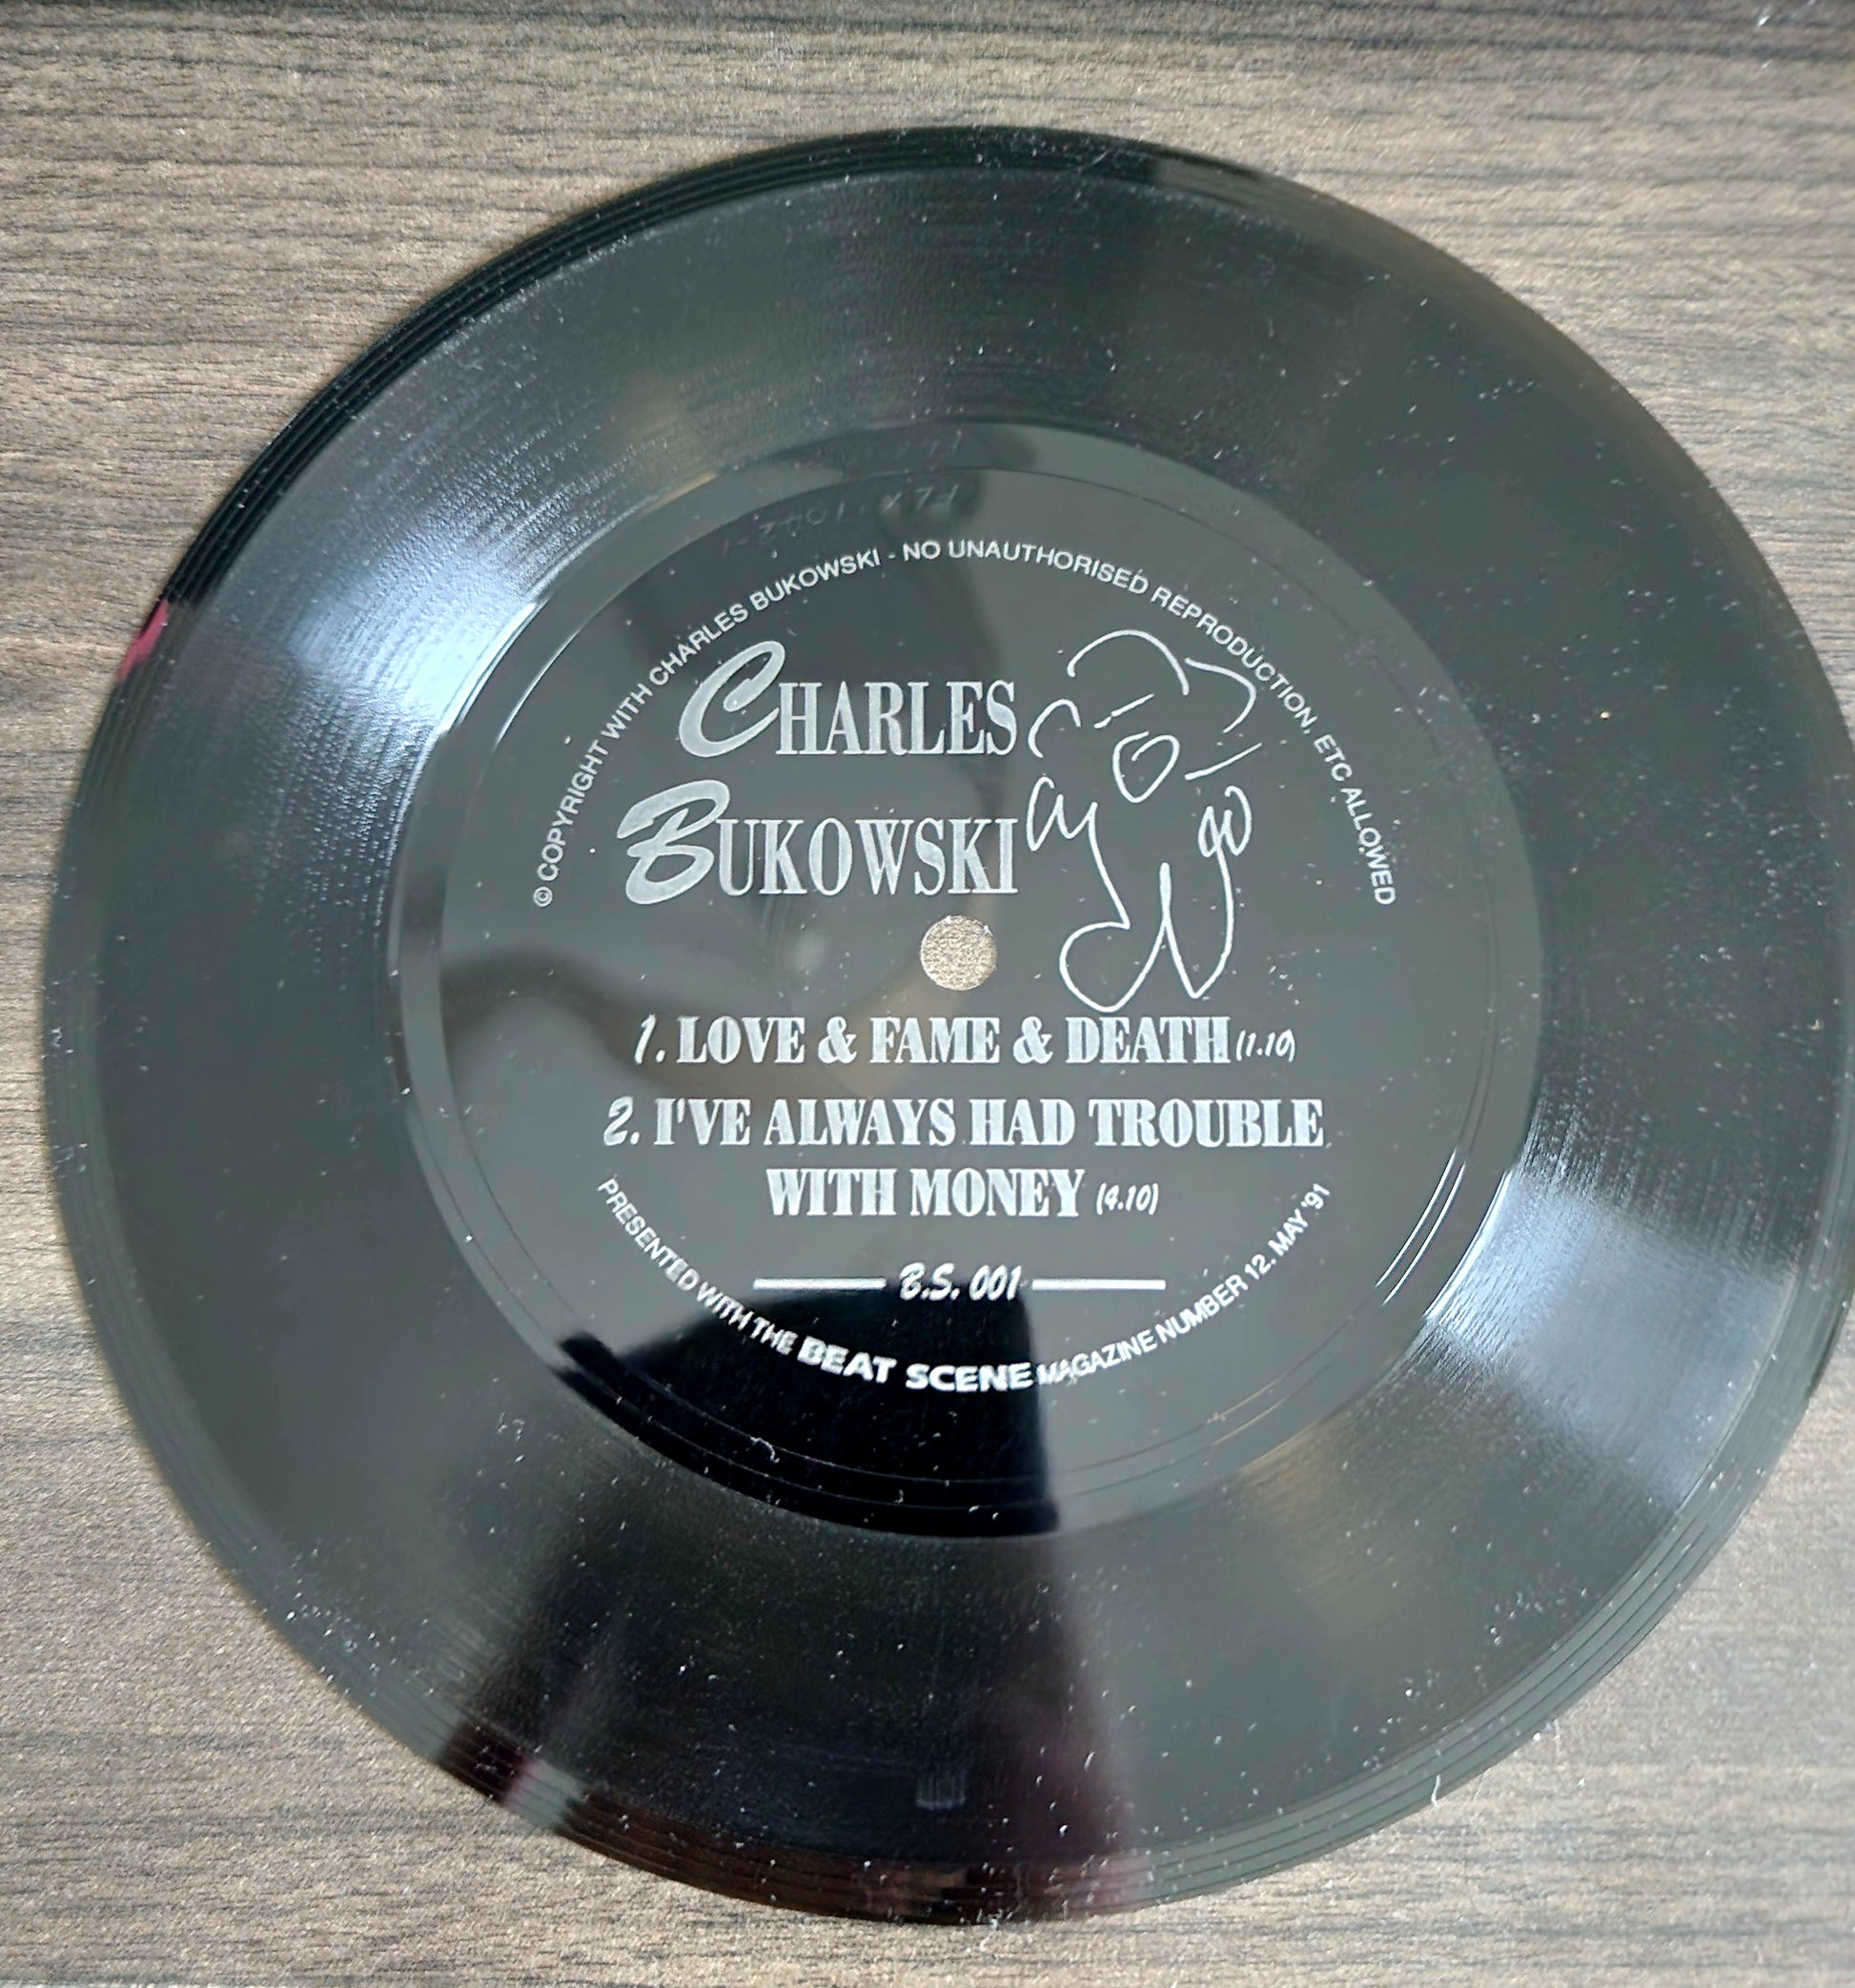 © COPYRIGHT WITH CHARLES BUKOWSKI - NO UNAUTHORISED REPRODUCTION, ETC ALLOWED
CHARLES
BUKOWSKI
1. LOVE & FAME & DEATH (1.10)
2. I'VE ALWAYS HAD TROUBLE
WITH MONEY (4.10)
B.S. 001
PRESENTED WITH THE BEAT SCENE MAGAZINE NUMBER 12. MAY '91